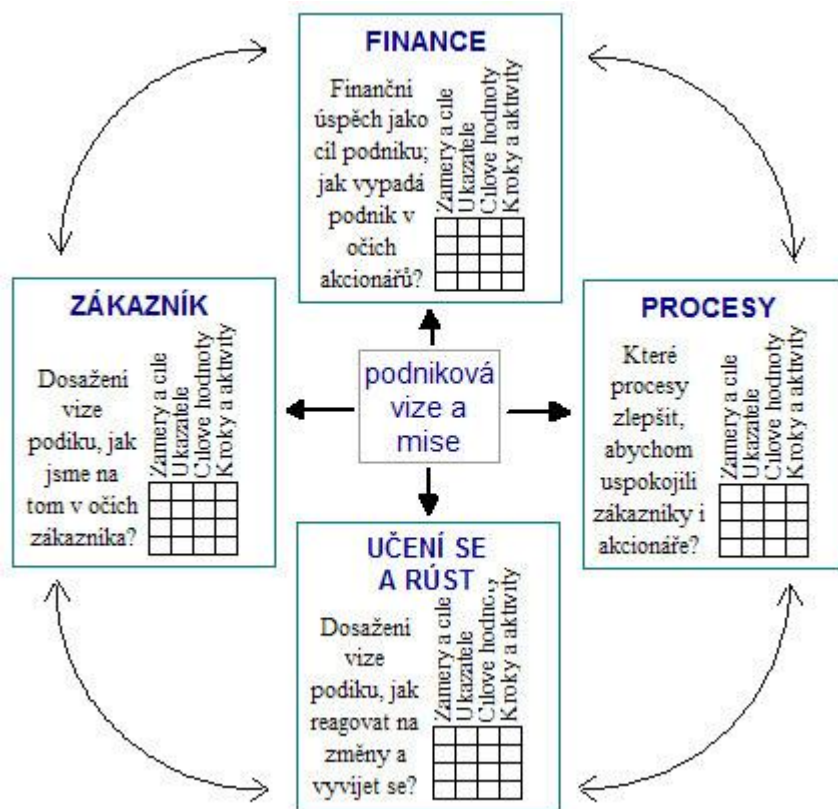 FINANCE
Finanční
úspěch jako
cíl podniku;
jak vypadá
podnik v
očích
akcionářů?
Zamery a cile
Ukazatele
Cilove hodnoty
Kroky a aktivity
ZÁKAZNÍK
Dosažení
vize
podiku, jak
jsme na
tom v očích
zákazníka?
Zamery a cile
Ukazatele
Cilove hodnoty
Kroky a aktivity
podniková
vize a
mise
PROCESY
Které
procesy
zlepšit,
abychom
uspokojili
zákazníky i
akcionáře?
Zamery a cile
Ukazatele
Cilove hodnoty
Kroky a aktivity
UČENÍ SE
A RÚST
Dosažení
vize
podiku, jak
reagovat na
změny a
vyvíjet se?
Zamery a cile
Ukazatele
Cilove hodnoty
Kroky a aktivity